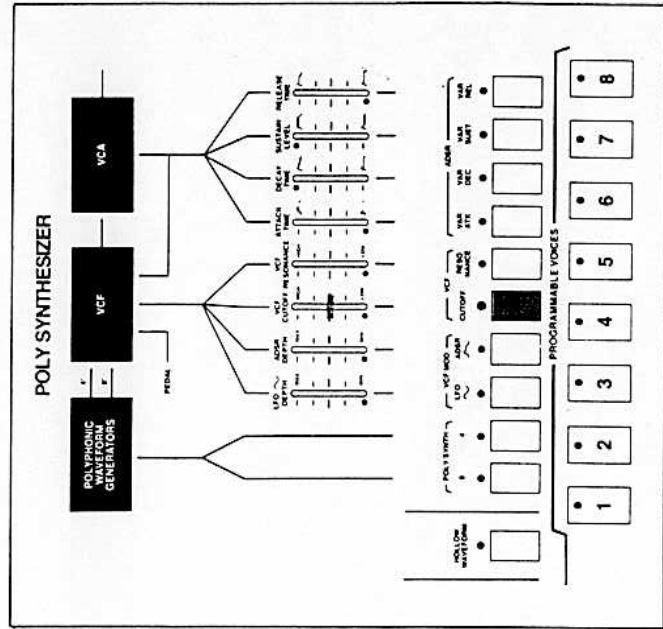 POLY SYNTHESIZER
POLYPHONIC
WAVEFORM
GENERATORS
VCF
VCA
PEDAL
LFO
DEPTH
ADSR
DEPTH
VCF
CUTOFF
VCF
RESONANCE
ATTACK
TIME
DECAY
TIME
SUSTAIN
LEVEL
RELEASE
TIME
HOLLOW
WAVEFORM
POLY SYNTH
VCF MOD
LFO
ADSR
VCF
CUTOFF
RESO
NANCE
ADSR
VAR
ATK
VAR
DEC
VAR
SUST
VAR
REL
PROGRAMMABLE VOICES
1
2
3
4
5
6
7
8